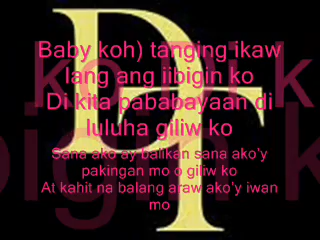 Baby koh) tanging ikaw
lang ang iibigin ko
Di kita pababayaan di
luluha giliw ko
Sana ako ay balikan sana ako'y
pakingan mo o giliw ko
At kahit na balang araw ako'y iwan
mo